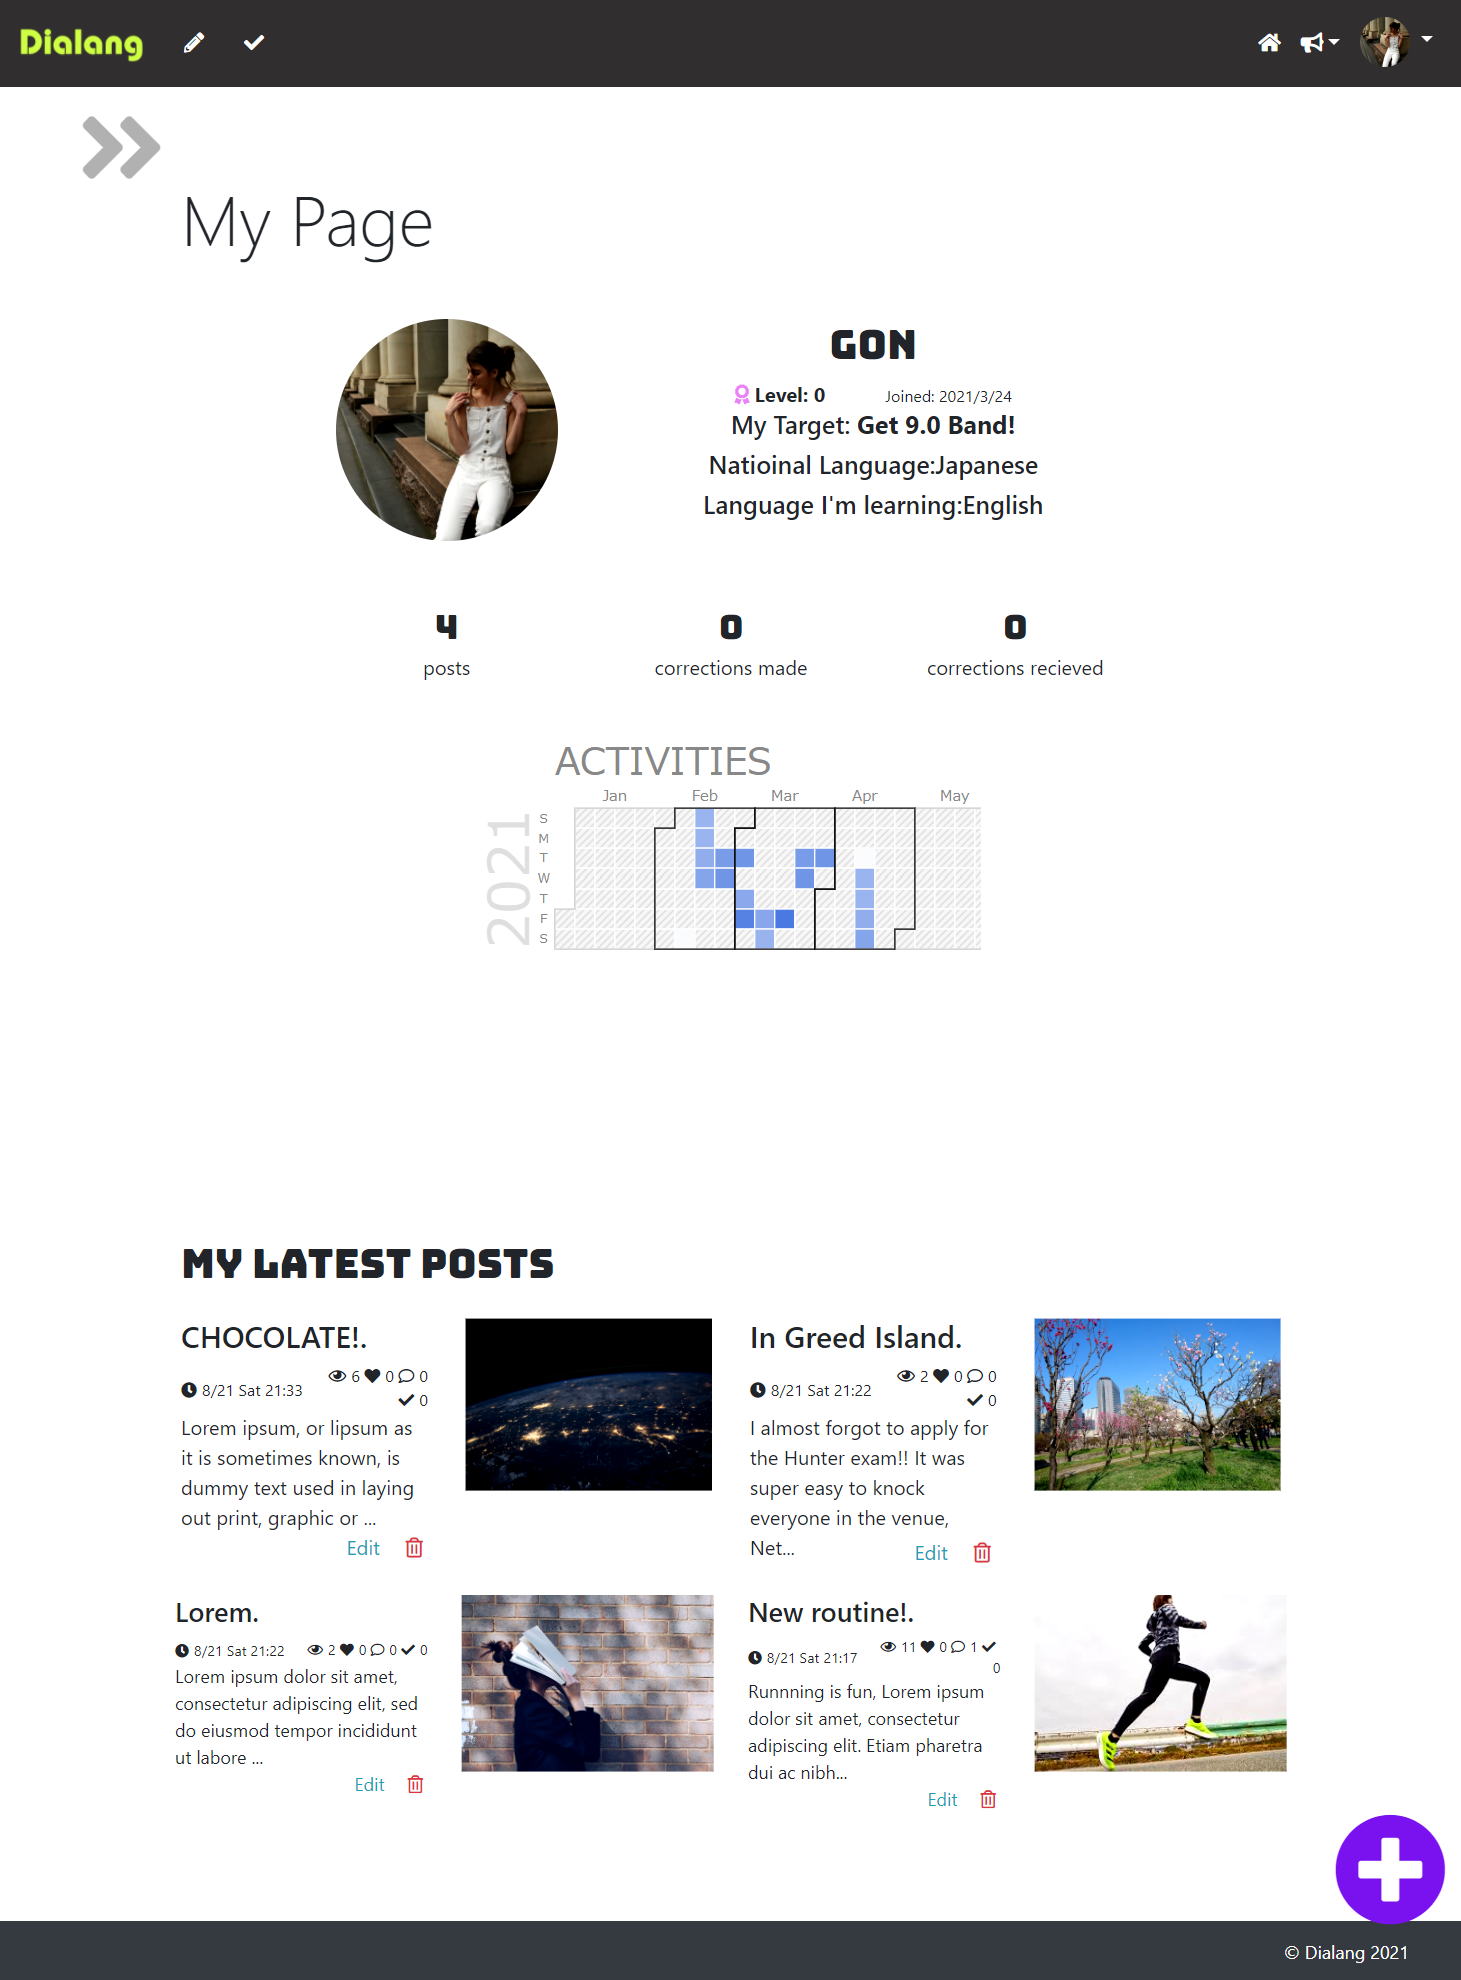 Dialang
My Page
GON
Level: 0 Joined: 2021/3/24
My Target: Get 9.0 Band!
Natioinal Language:Japanese
Language I'm learning:English
4
posts
0
corrections made
0
corrections recieved
ACTIVITIES
Jan Feb Mar Apr May
2021
S
M
T
W
T
F
S
MY LATEST POSTS
CHOCOLATE!.
8/21 Sat 21:33
6 0 0
0
Lorem ipsum, or lipsum as
it is sometimes known, is
dummy text used in laying
out print, graphic or ...
Edit
In Greed Island.
8/21 Sat 21:22
2 0 0
0
I almost forgot to apply for
the Hunter exam!! It was
super easy to knock
everyone in the venue,
Net...
Edit
Lorem.
8/21 Sat 21:22 2 0 0 0
Lorem ipsum dolor sit amet,
consectetur adipiscing elit, sed
do eiusmod tempor incididunt
ut labore ...
Edit
New routine!.
8/21 Sat 21:17
11 0 1
0
Runnning is fun, Lorem ipsum
dolor sit amet, consectetur
adipiscing elit. Etiam pharetra
dui ac nibh...
Edit
© Dialang 2021